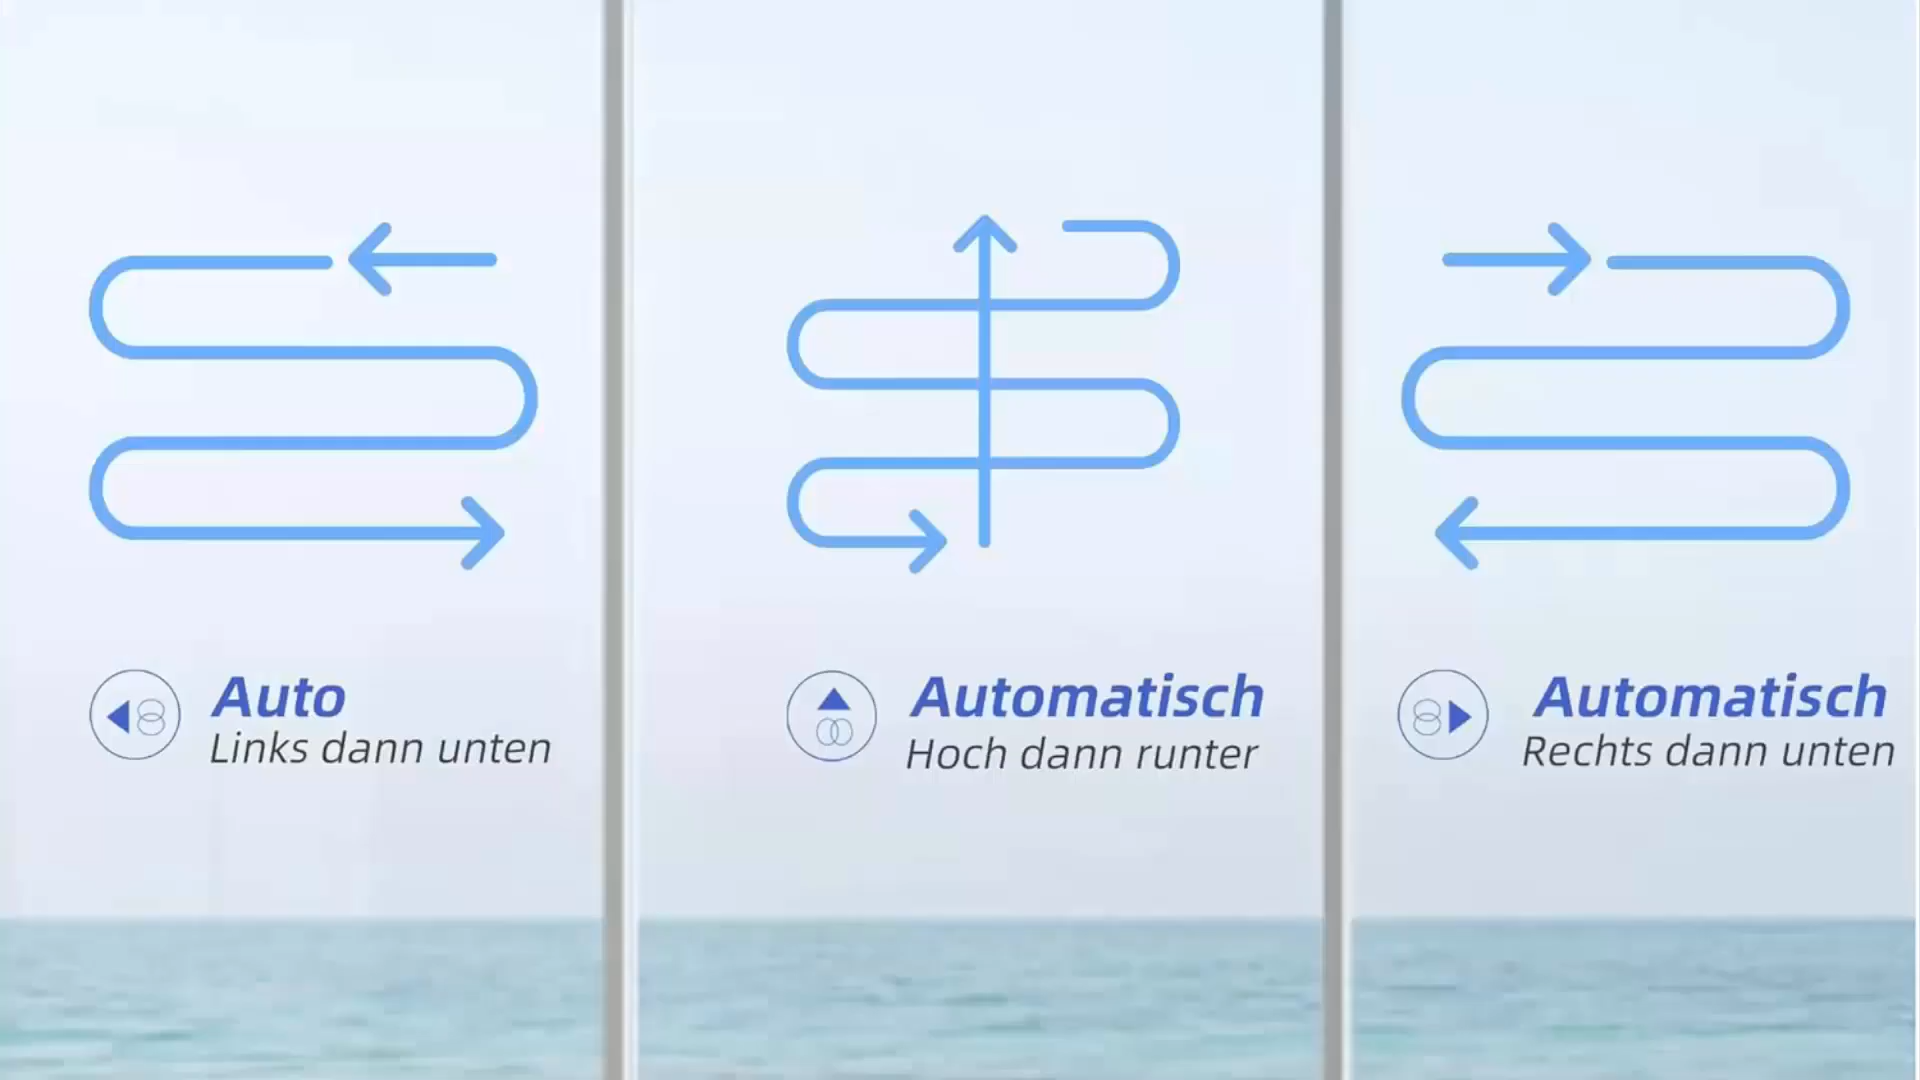 Auto
Links dann unten
Automatisch
Hoch dann runter
Automatisch
Rechts dann unten